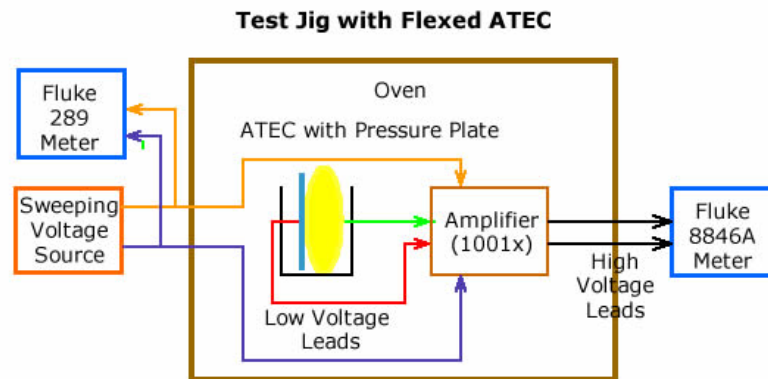 Test Jig with Flexed ATEC
Fluke
289
Meter
Oven
ATEC with Pressure Plate
Sweeping
Voltage
Source
Amplifier
(1001x)
Fluke
8846A
Meter
High
Voltage
Leads
Low Voltage
Leads